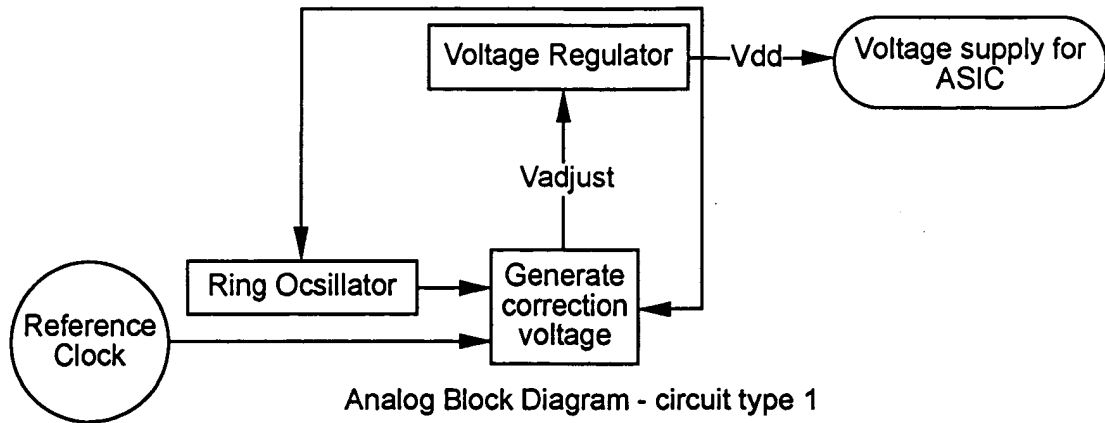 Voltage Regulator
Vdd
Voltage supply for
ASIC
Vadjust
Ring Ocsillator
Generate
correction
voltage
Reference
Clock
Analog Block Diagram - circuit type 1